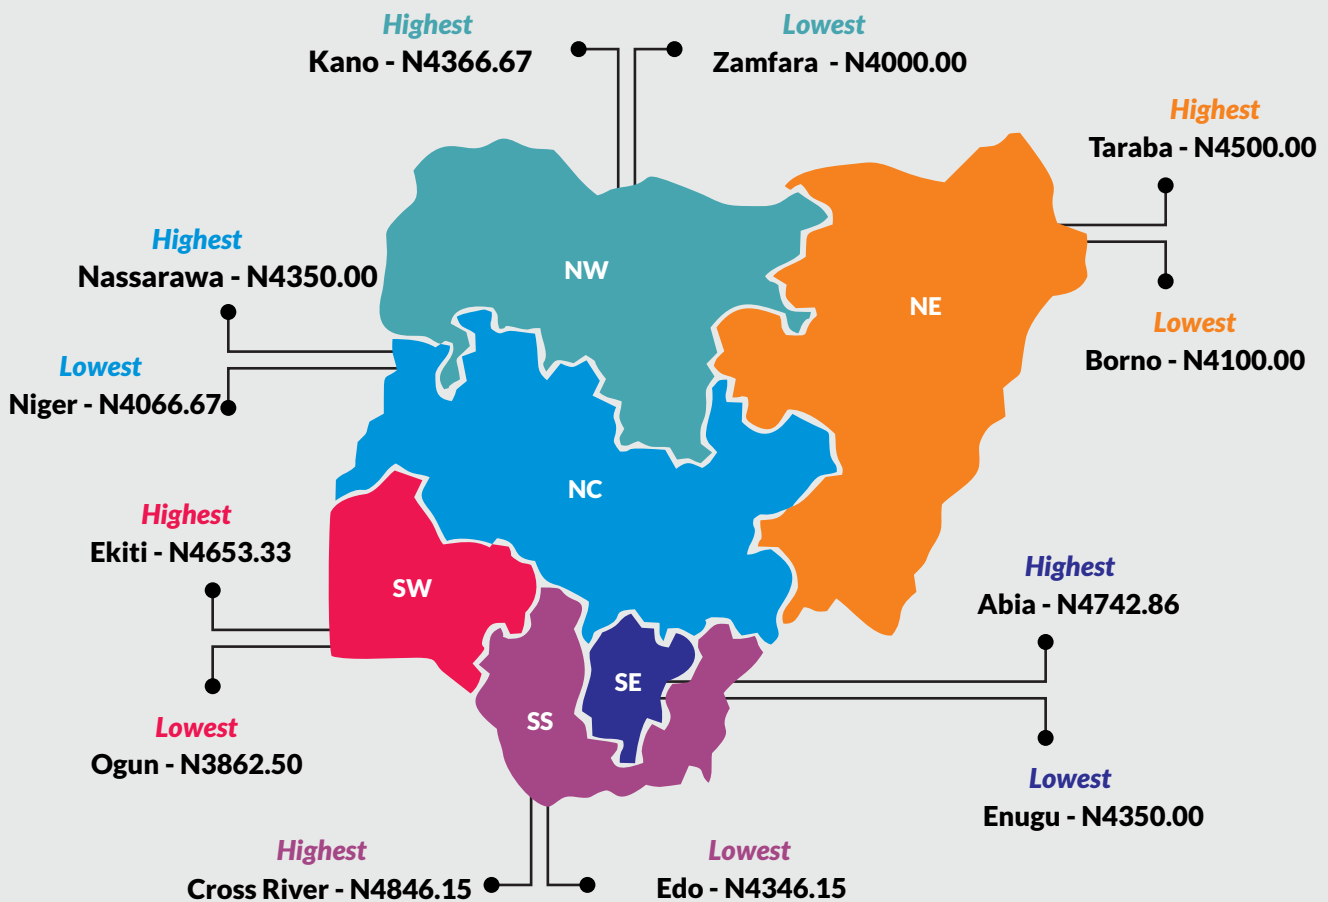 Highest
Kano - N4366.67
Lowest
Zamfara - N4000.00
Highest
Taraba - N4500.00
Highest
Nassarawa - N4350.00
NW
NE
Lowest
Borno - N4100.00
Lowest
Niger - N4066.67
NC
Highest
Ekiti - N4653.33
SW
Highest
Abia - N4742.86
SE
SS
Lowest
Ogun - N3862.50
Lowest
Enugu - N4350.00
Highest
Cross River - N4846.15
Lowest
Edo - N4346.15